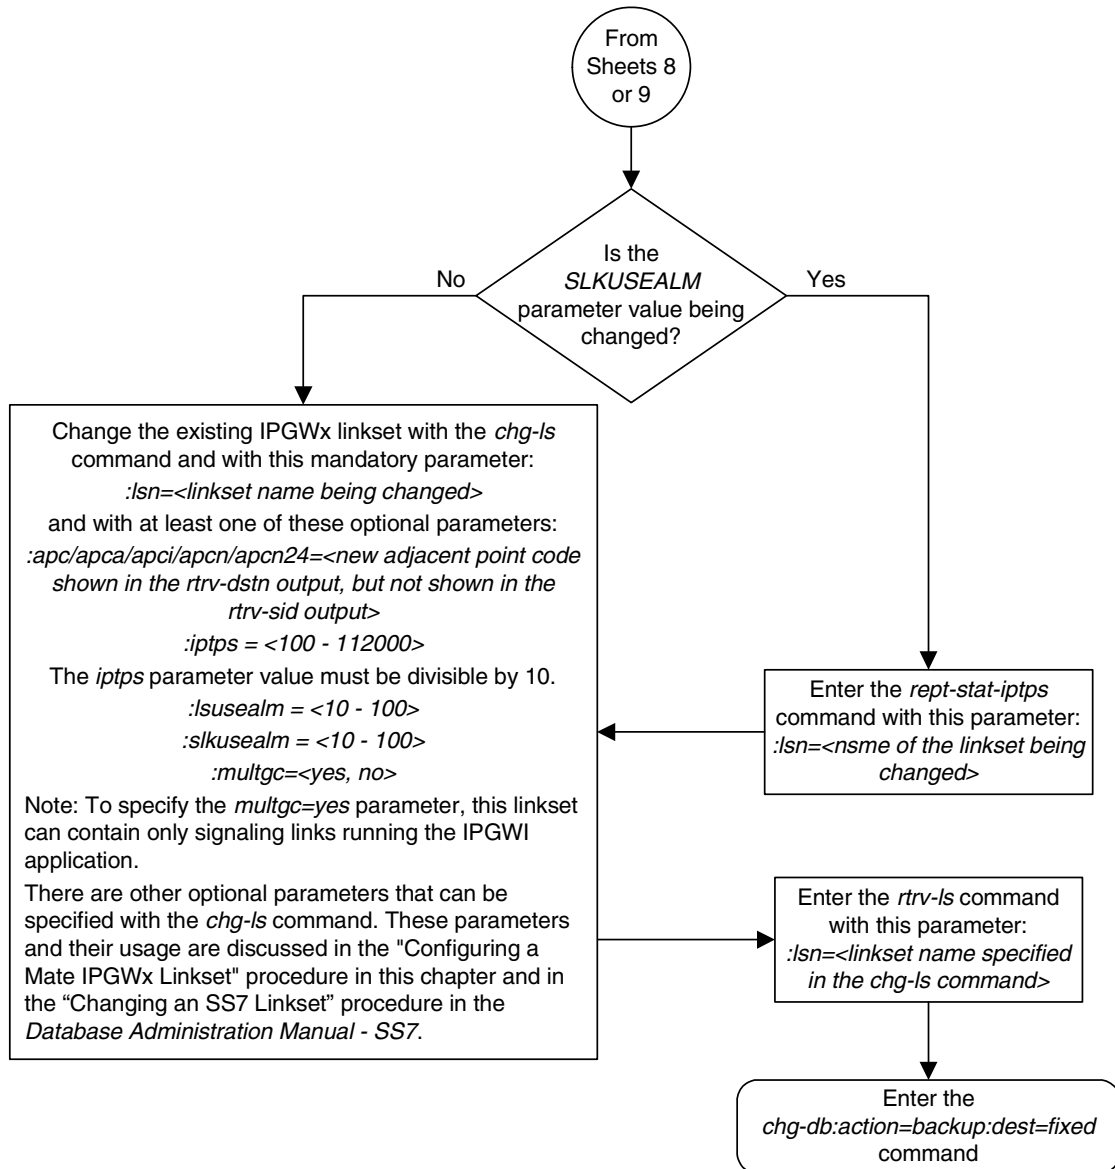 From
Sheets 8
or 9
Is the
SLKUSEALM
parameter value being
changed?
No
Yes
Change the existing IPGWx linkset with the chg-ls
command and with this mandatory parameter:
:lsn=<linkset name being changed>
and with at least one of these optional parameters:
:apc/apca/apci/apcn/apcn24=<new adjacent point code
shown in the rtrv-dstn output, but not shown in the
rtrv-sid output>
:iptps = <100 - 112000>
The iptps parameter value must be divisible by 10.
:lsusealm = <10 - 100>
:slkusealm = <10 - 100>
:multgc=<yes, no>
Note: To specify the multgc=yes parameter, this linkset
can contain only signaling links running the IPGWI
application.
There are other optional parameters that can be
specified with the chg-ls command. These parameters
and their usage are discussed in the "Configuring a
Mate IPGWx Linkset" procedure in this chapter and in
the “Changing an SS7 Linkset” procedure in the
Database Administration Manual - SS7.
Enter the rept-stat-iptps
command with this parameter:
:lsn=<nsme of the linkset being
changed>
Enter the rtrv-ls command
with this parameter:
:lsn=<linkset name specified
in the chg-ls command>
Enter the
chg-db:action=backup:dest=fixed
command